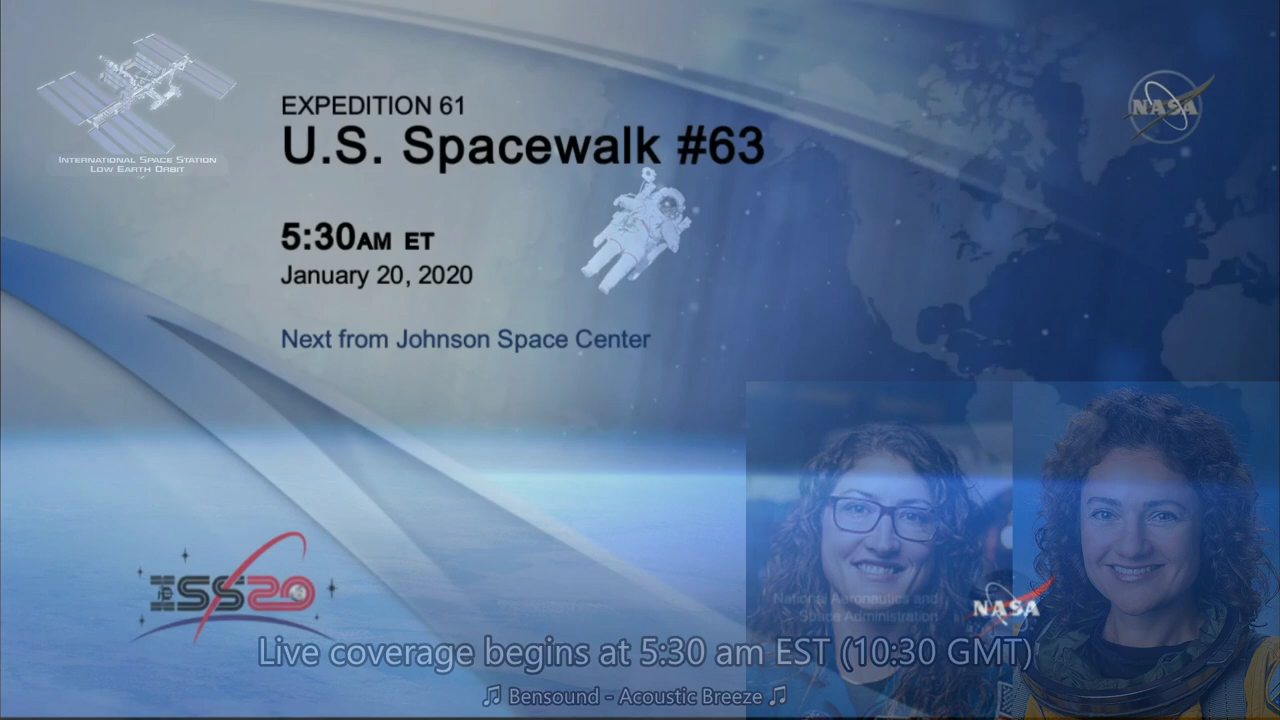 INTERNATIONAL SPACE STATION
LOW EARTH ORBIT
EXPEDITION 61
U.S. Spacewalk #63
5:30AM ET
January 20, 2020
Next from Johnson Space Center
NASA
ISS20
National Aeronautics and
Space Administration
NASA
Live coverage begins at 5:30 am EST (10:30 GMT)
♫ Bensound - Acoustic Breeze ♫